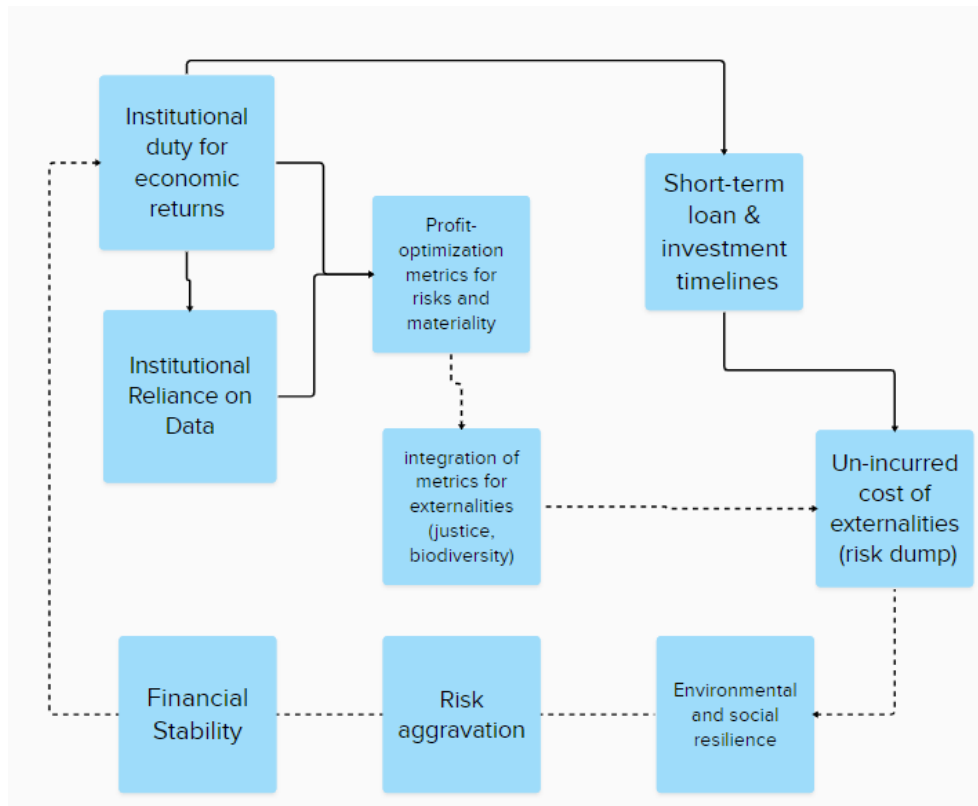 Institutional
duty for
economic
returns
Short-term
loan &
investment
timelines
Profit-
optimization
metrics for
risks and
materiality
Institutional
Reliance on
Data
integration of
metrics for
externalities
(justice,
biodiversity)
Un-incurred
cost of
externalities
(risk dump)
Financial
Stability
Risk
aggravation
Environmental
and social
resilience